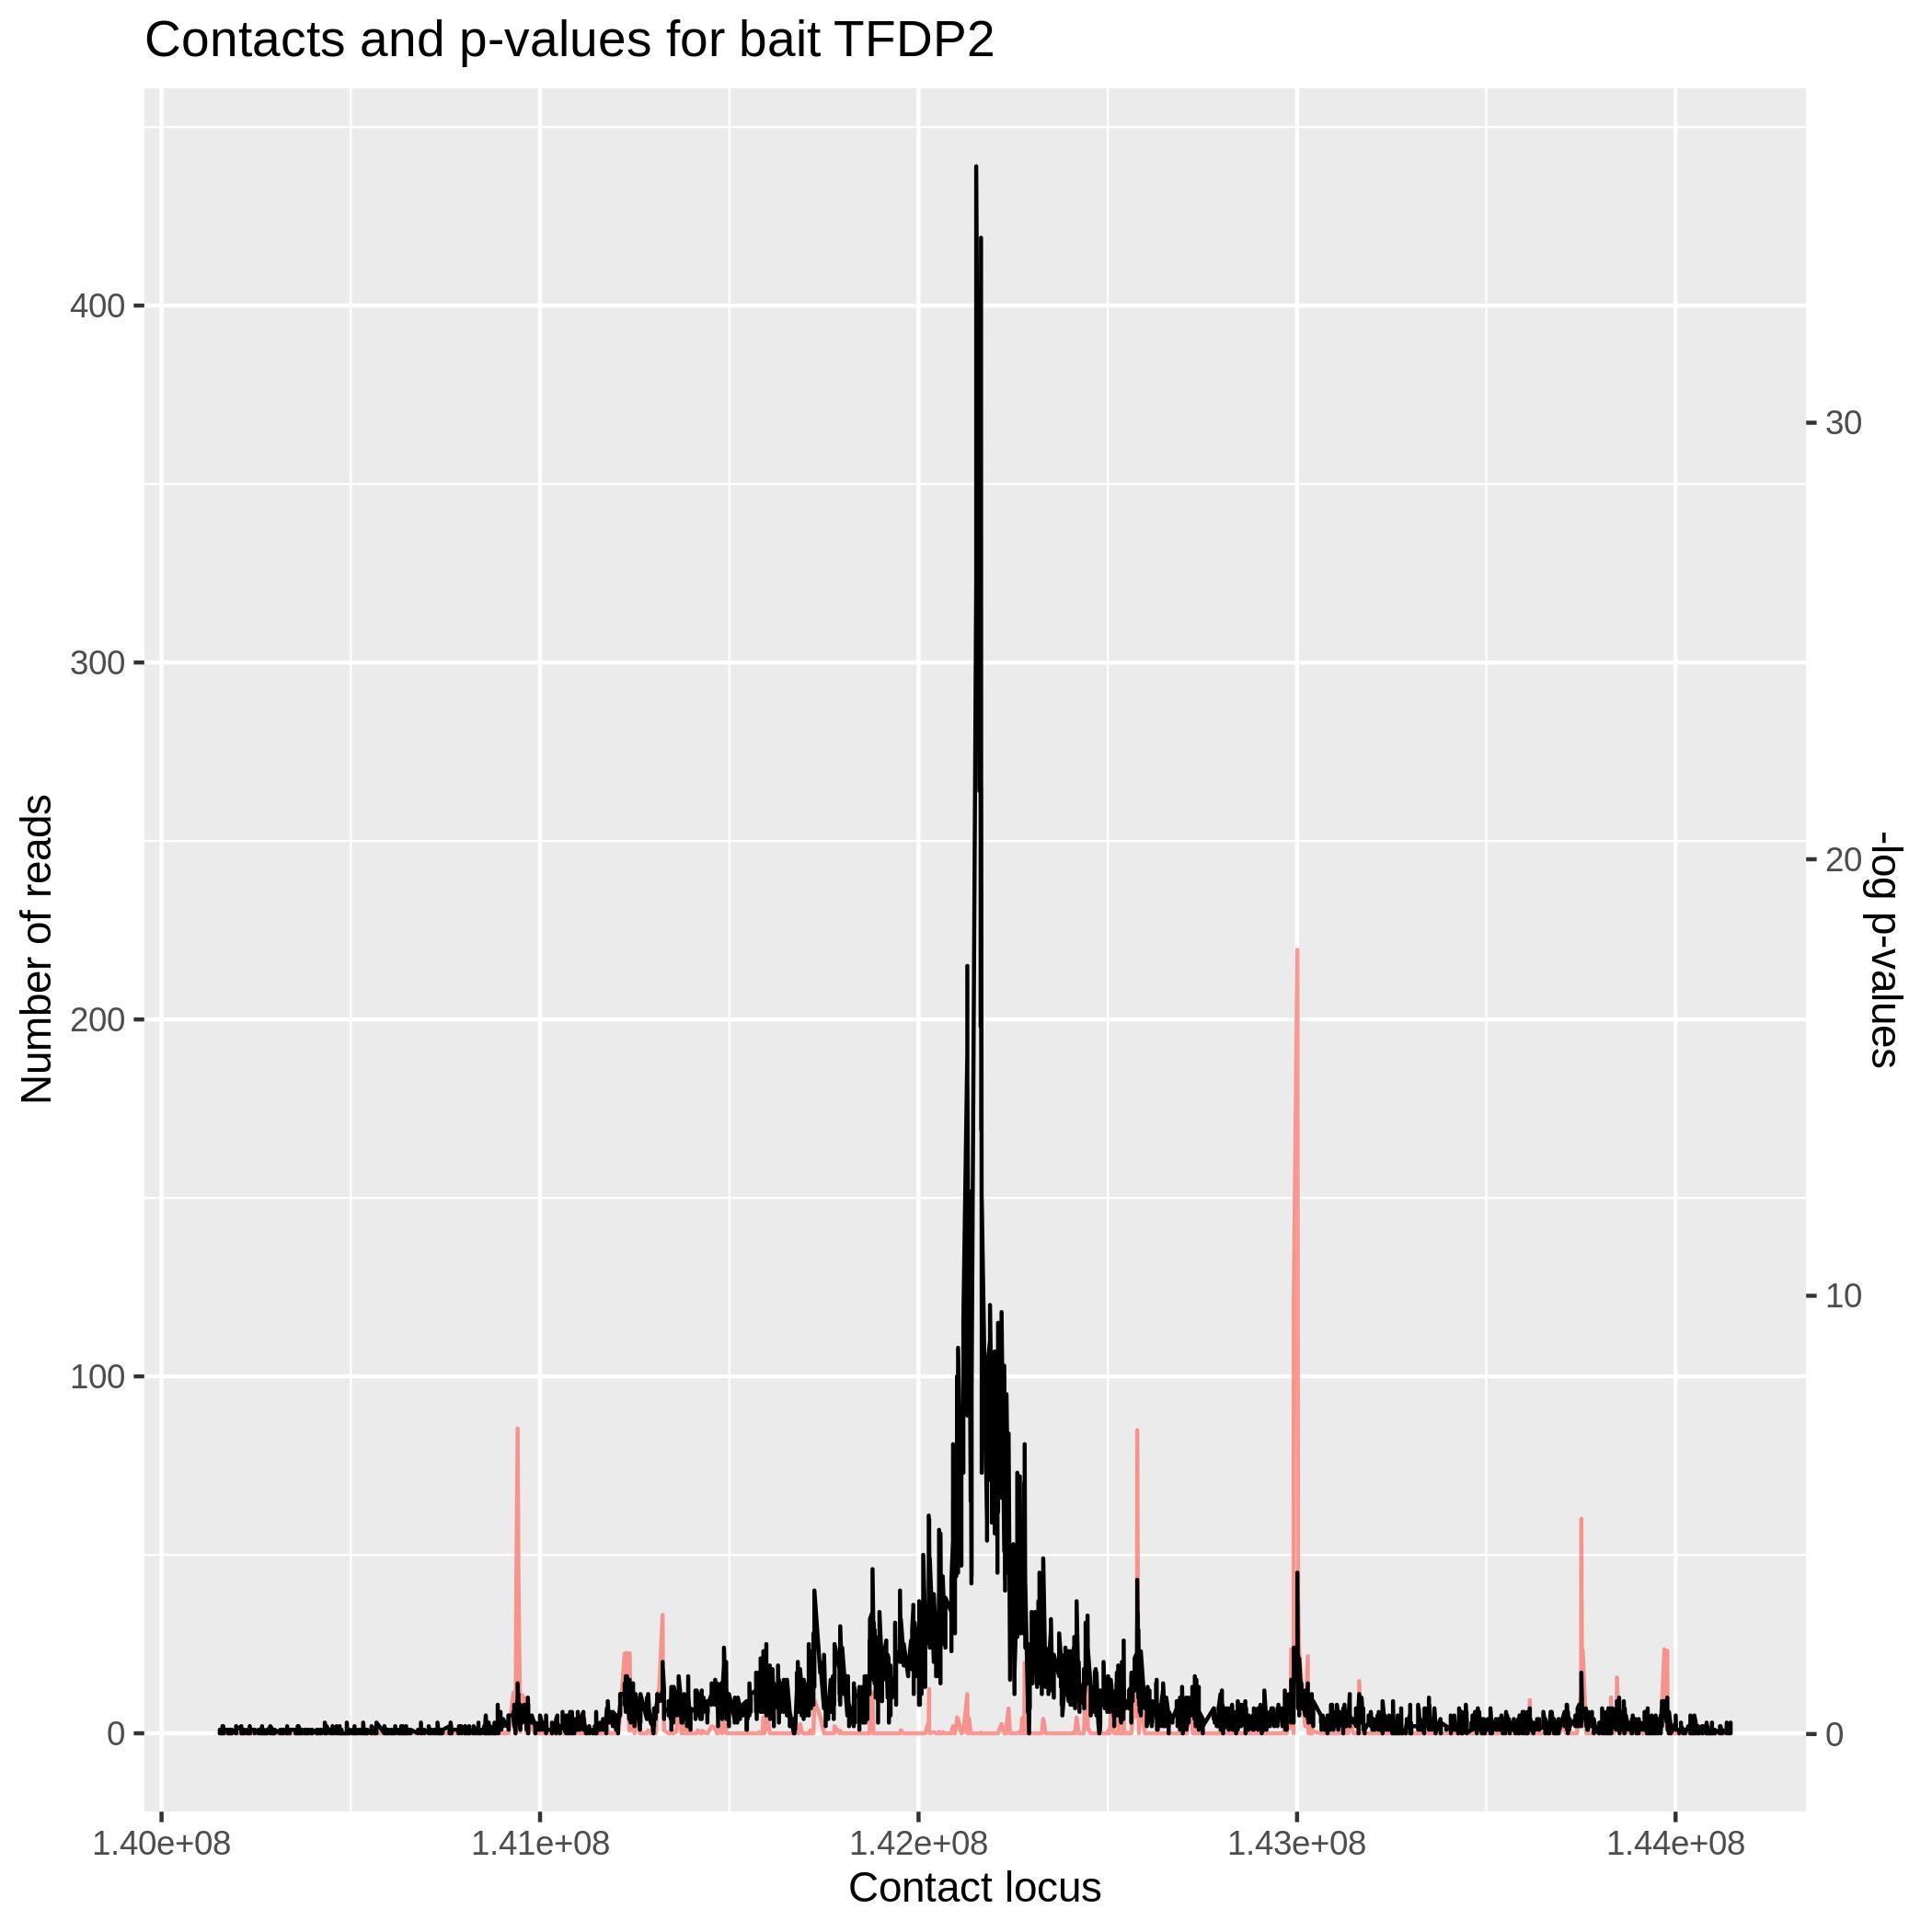 Contacts and p-values for bait TFDP2
400
300
200
100
0
Number of reads
30
20
10
0
-log p-values
1.40e+08
1.41e+08
1.42e+08
1.43e+08
1.44e+08
Contact locus